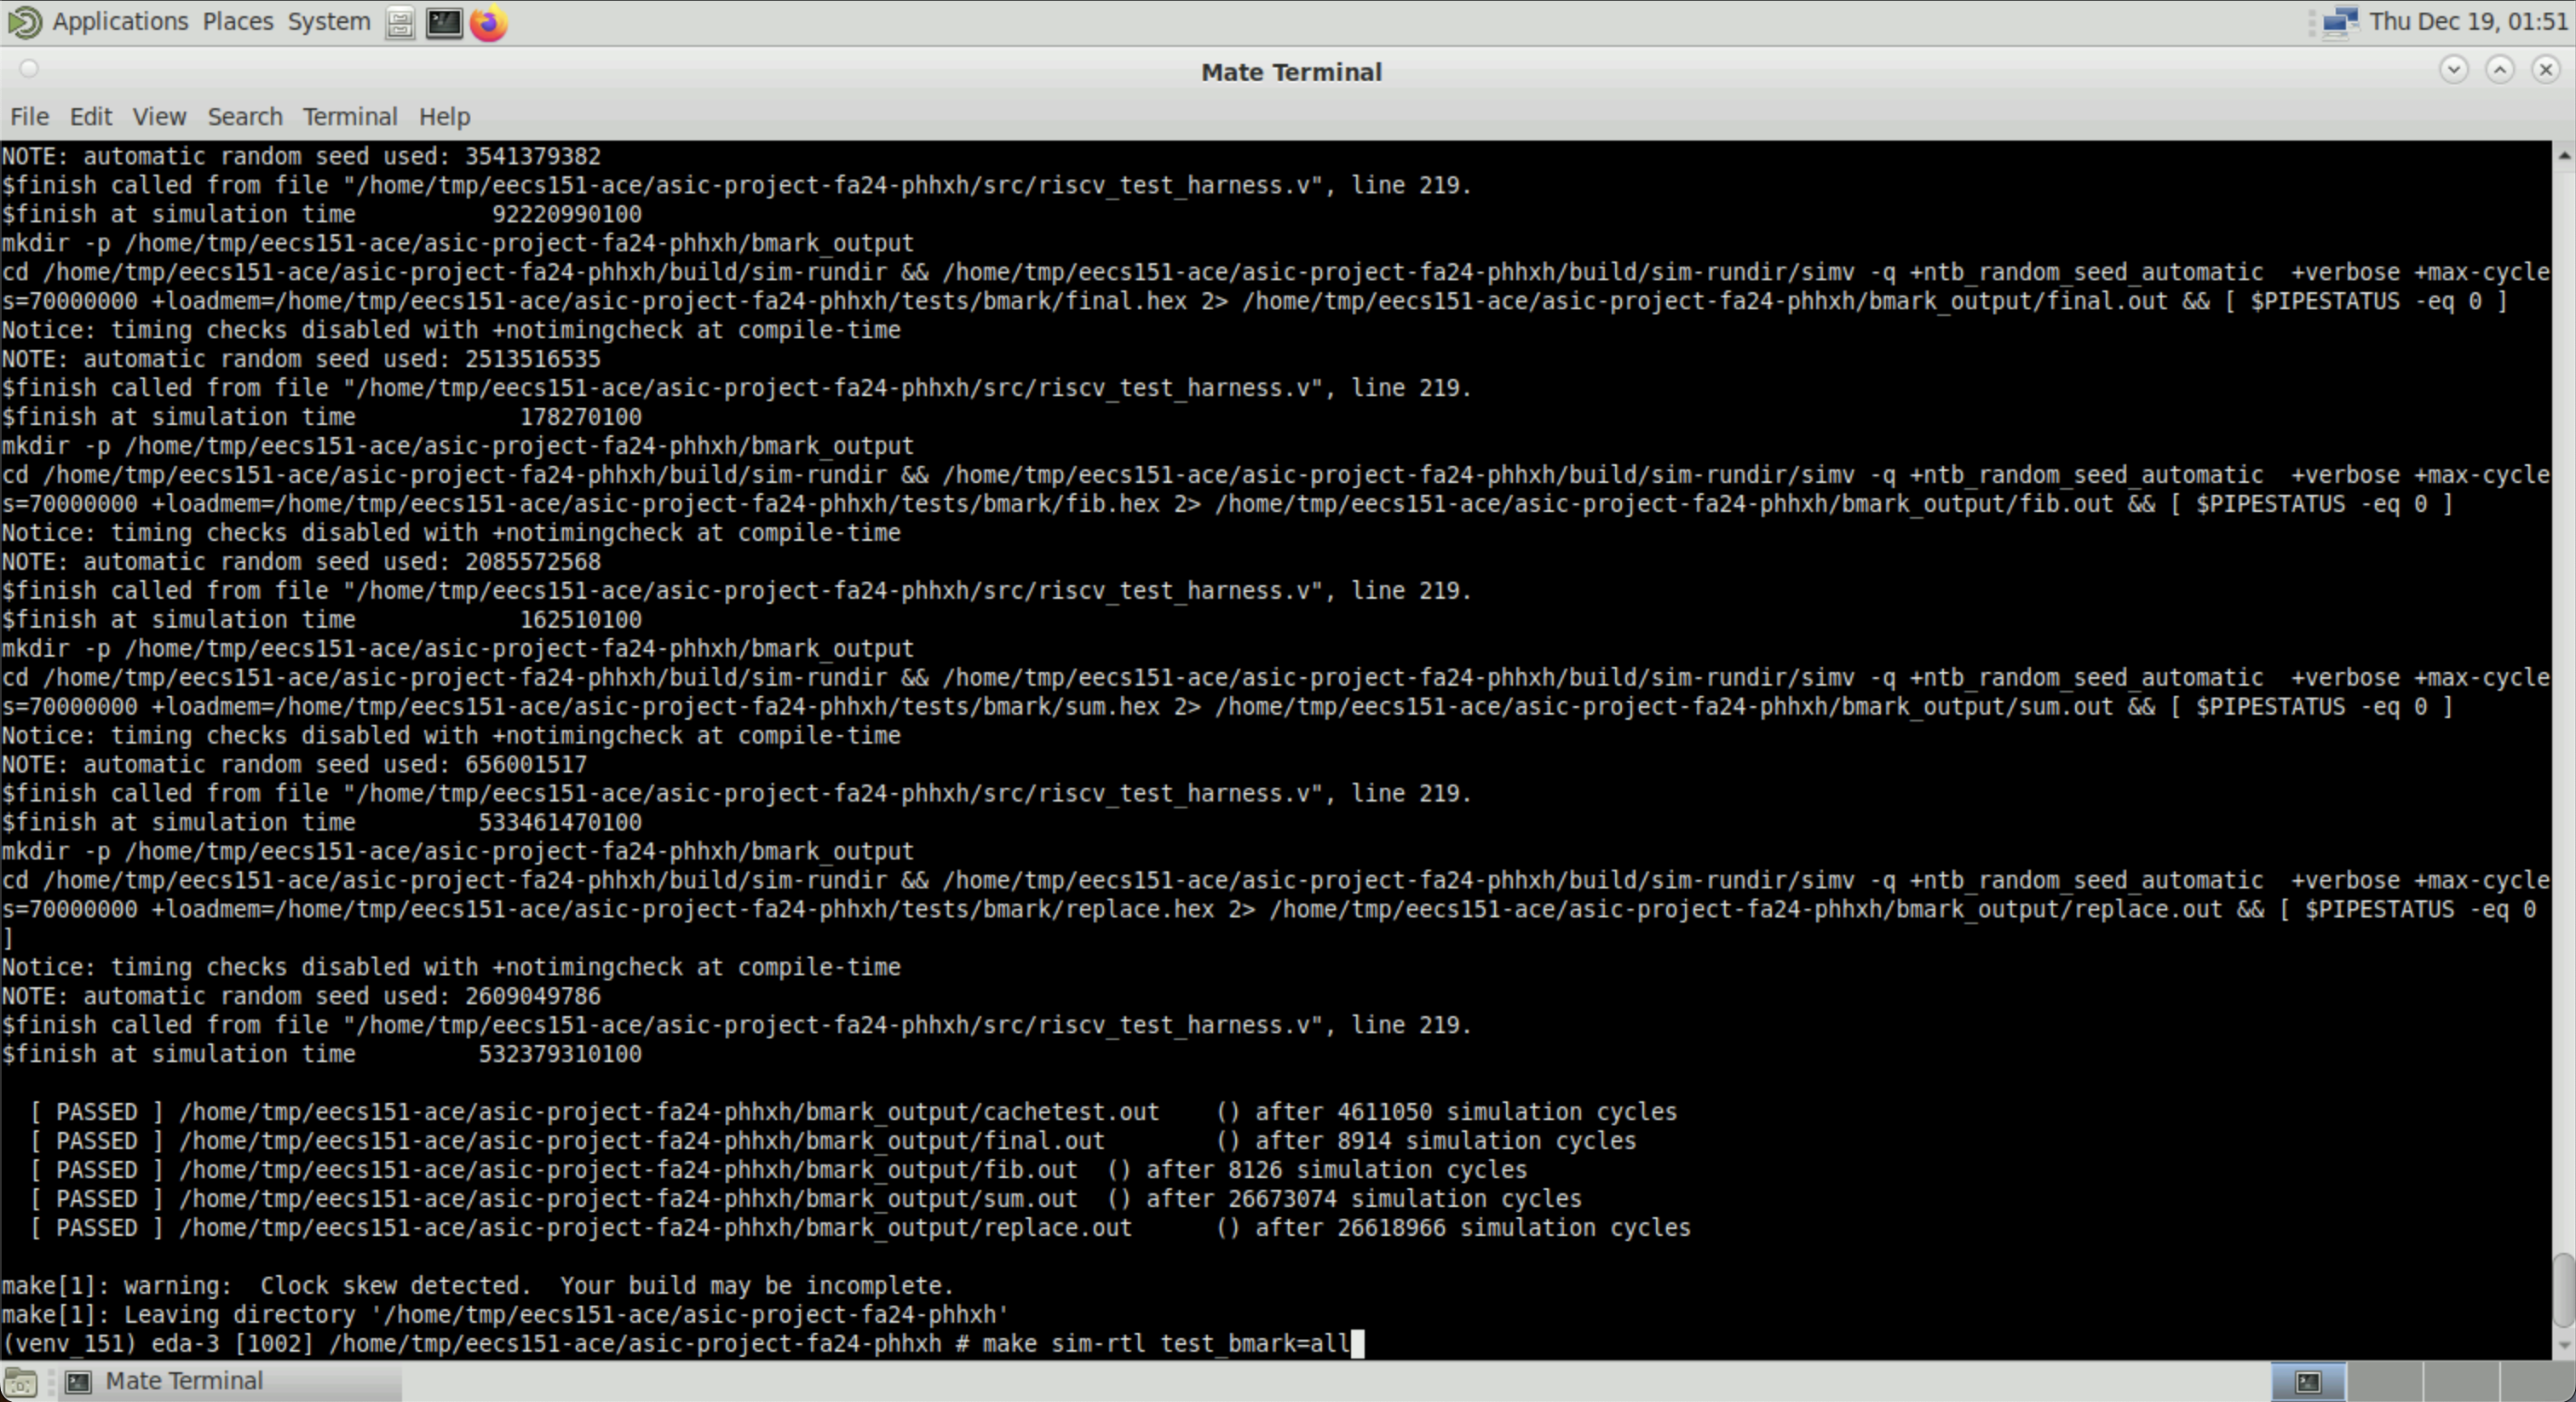 Applications Places System Thu Dec 19, 01:51
Mate Terminal
File Edit View Search Terminal Help
NOTE: automatic random seed used: 3541379382
$finish called from file "/home/tmp/eecs151-ace/asic-project-fa24-phhxh/src/riscv_test_harness.v", line 219.
$finish at simulation time          92220990100
mkdir -p /home/tmp/eecs151-ace/asic-project-fa24-phhxh/bmark_output
cd /home/tmp/eecs151-ace/asic-project-fa24-phhxh/build/sim-rundir && /home/tmp/eecs151-ace/asic-project-fa24-phhxh/build/sim-rundir/simv -q +ntb_random_seed_automatic  +verbose +max-cycle
s=70000000 +loadmem=/home/tmp/eecs151-ace/asic-project-fa24-phhxh/tests/bmark/final.hex 2> /home/tmp/eecs151-ace/asic-project-fa24-phhxh/bmark_output/final.out && [ $PIPESTATUS -eq 0 ]
Notice: timing checks disabled with +notimingcheck at compile-time
NOTE: automatic random seed used: 2513516535
$finish called from file "/home/tmp/eecs151-ace/asic-project-fa24-phhxh/src/riscv_test_harness.v", line 219.
$finish at simulation time            178270100
mkdir -p /home/tmp/eecs151-ace/asic-project-fa24-phhxh/bmark_output
cd /home/tmp/eecs151-ace/asic-project-fa24-phhxh/build/sim-rundir && /home/tmp/eecs151-ace/asic-project-fa24-phhxh/build/sim-rundir/simv -q +ntb_random_seed_automatic  +verbose +max-cycle
s=70000000 +loadmem=/home/tmp/eecs151-ace/asic-project-fa24-phhxh/tests/bmark/fib.hex 2> /home/tmp/eecs151-ace/asic-project-fa24-phhxh/bmark_output/fib.out && [ $PIPESTATUS -eq 0 ]
Notice: timing checks disabled with +notimingcheck at compile-time
NOTE: automatic random seed used: 2085572568
$finish called from file "/home/tmp/eecs151-ace/asic-project-fa24-phhxh/src/riscv_test_harness.v", line 219.
$finish at simulation time            162510100
mkdir -p /home/tmp/eecs151-ace/asic-project-fa24-phhxh/bmark_output
cd /home/tmp/eecs151-ace/asic-project-fa24-phhxh/build/sim-rundir && /home/tmp/eecs151-ace/asic-project-fa24-phhxh/build/sim-rundir/simv -q +ntb_random_seed_automatic  +verbose +max-cycle
s=70000000 +loadmem=/home/tmp/eecs151-ace/asic-project-fa24-phhxh/tests/bmark/sum.hex 2> /home/tmp/eecs151-ace/asic-project-fa24-phhxh/bmark_output/sum.out && [ $PIPESTATUS -eq 0 ]
Notice: timing checks disabled with +notimingcheck at compile-time
NOTE: automatic random seed used: 656001517
$finish called from file "/home/tmp/eecs151-ace/asic-project-fa24-phhxh/src/riscv_test_harness.v", line 219.
$finish at simulation time         533461470100
mkdir -p /home/tmp/eecs151-ace/asic-project-fa24-phhxh/bmark_output
cd /home/tmp/eecs151-ace/asic-project-fa24-phhxh/build/sim-rundir && /home/tmp/eecs151-ace/asic-project-fa24-phhxh/build/sim-rundir/simv -q +ntb_random_seed_automatic  +verbose +max-cycle
s=70000000 +loadmem=/home/tmp/eecs151-ace/asic-project-fa24-phhxh/tests/bmark/replace.hex 2> /home/tmp/eecs151-ace/asic-project-fa24-phhxh/bmark_output/replace.out && [ $PIPESTATUS -eq 0
]
Notice: timing checks disabled with +notimingcheck at compile-time
NOTE: automatic random seed used: 2609049786
$finish called from file "/home/tmp/eecs151-ace/asic-project-fa24-phhxh/src/riscv_test_harness.v", line 219.
$finish at simulation time         532379310100
[ PASSED ] /home/tmp/eecs151-ace/asic-project-fa24-phhxh/bmark_output/cachetest.out    () after 4611050 simulation cycles
[ PASSED ] /home/tmp/eecs151-ace/asic-project-fa24-phhxh/bmark_output/final.out        () after 8914 simulation cycles
[ PASSED ] /home/tmp/eecs151-ace/asic-project-fa24-phhxh/bmark_output/fib.out  () after 8126 simulation cycles
[ PASSED ] /home/tmp/eecs151-ace/asic-project-fa24-phhxh/bmark_output/sum.out  () after 26673074 simulation cycles
[ PASSED ] /home/tmp/eecs151-ace/asic-project-fa24-phhxh/bmark_output/replace.out      () after 26618966 simulation cycles
make[1]: warning:  Clock skew detected.  Your build may be incomplete.
make[1]: Leaving directory '/home/tmp/eecs151-ace/asic-project-fa24-phhxh'
(venv_151) eda-3 [1002] /home/tmp/eecs151-ace/asic-project-fa24-phhxh # make sim-rtl test_bmark=all
Mate Terminal